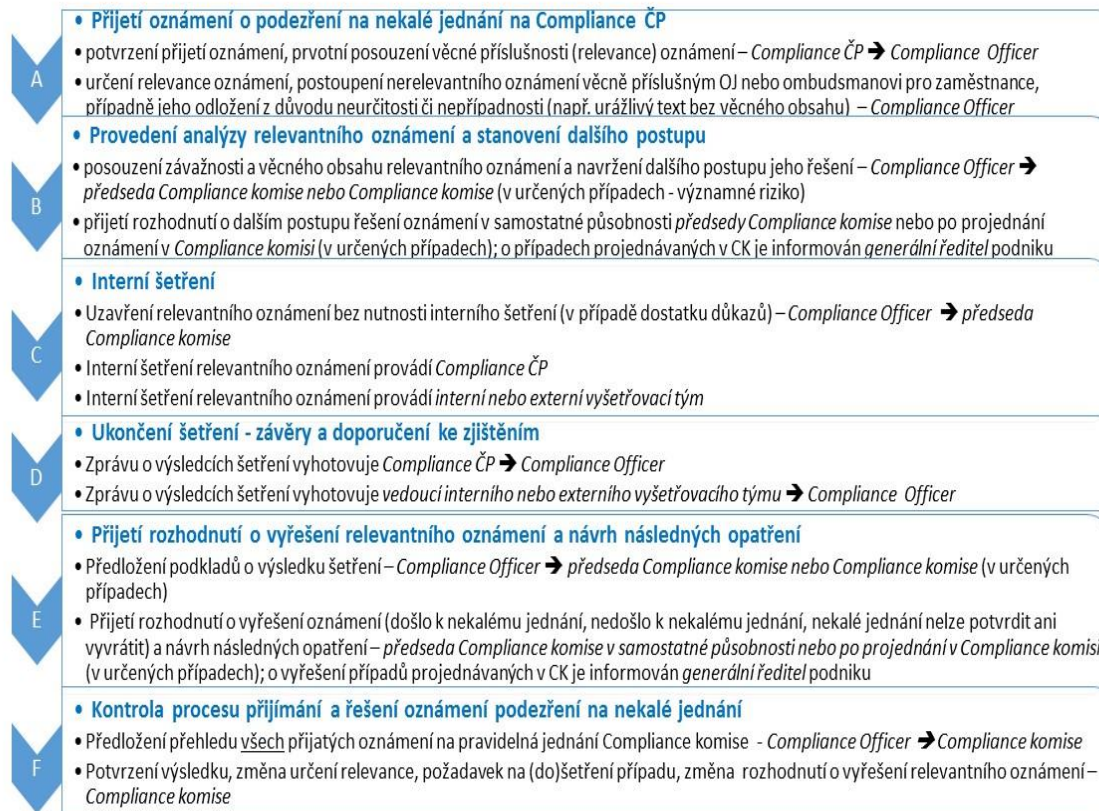 • Přijetí oznámení o podezření na nekalé jednání na Compliance ČP
A
• potvrzení přijetí oznámení, prvotní posouzení věcné příslušnosti (relevance) oznámení – Compliance ČP ➔ Compliance Officer
• určení relevance oznámení, postoupení nerelevantního oznámení věcně příslušným OJ nebo ombudsmanovi pro zaměstnance,
případně jeho odložení z důvodu neurčitosti či nepřípadnosti (např. urážlivý text bez věcného obsahu) – Compliance Officer
• Provedení analýzy relevantního oznámení a stanovení dalšího postupu
B
• posouzení závažnosti a věcného obsahu relevantního oznámení a navržení dalšího postupu jeho řešení – Compliance Officer ➔
předseda Compliance komise nebo Compliance komise (v určených případech - významné riziko)
• přijetí rozhodnutí o dalším postupu řešení oznámení v samostatné působnosti předsedy Compliance komise nebo po projednání
oznámení v Compliance komisi (v určených případech); o případech projednávaných v CK je informován generální ředitel podniku
• Interní šetření
C
• Uzavření relevantního oznámení bez nutnosti interního šetření (v případě dostatku důkazů) – Compliance Officer ➔ předseda
Compliance komise
• Interní šetření relevantního oznámení provádí Compliance ČP
• Interní šetření relevantního oznámení provádí interní nebo externí vyšetřovací tým
• Ukončení šetření - závěry a doporučení ke zjištěním
D
• Zprávu o výsledcích šetření vyhotovuje Compliance ČP ➔ Compliance Officer
• Zprávu o výsledcích šetření vyhotovuje vedoucí interního nebo externího vyšetřovacího týmu ➔ Compliance Officer
• Přijetí rozhodnutí o vyřešení relevantního oznámení a návrh následných opatření
E
• Předložení podkladů o výsledku šetření – Compliance Officer ➔ předseda Compliance komise nebo Compliance komise (v určených
případech)
• Přijetí rozhodnutí o vyřešení oznámení (došlo k nekalému jednání, nedošlo k nekalému jednání, nekalé jednání nelze potvrdit ani
vyvrátit) a návrh následných opatření – předseda Compliance komise v samostatné působnosti nebo po projednání v Compliance komisi
(v určených případech); o vyřešení případů projednávaných v CK je informován generální ředitel podniku
• Kontrola procesu přijímání a řešení oznámení podezření na nekalé jednání
F
• Předložení přehledu všech přijatých oznámení na pravidelná jednání Compliance komise - Compliance Officer ➔ Compliance komise
• Potvrzení výsledku, změna určení relevance, požadavek na (do)šetření případu, změna rozhodnutí o vyřešení relevantního oznámení –
Compliance komise